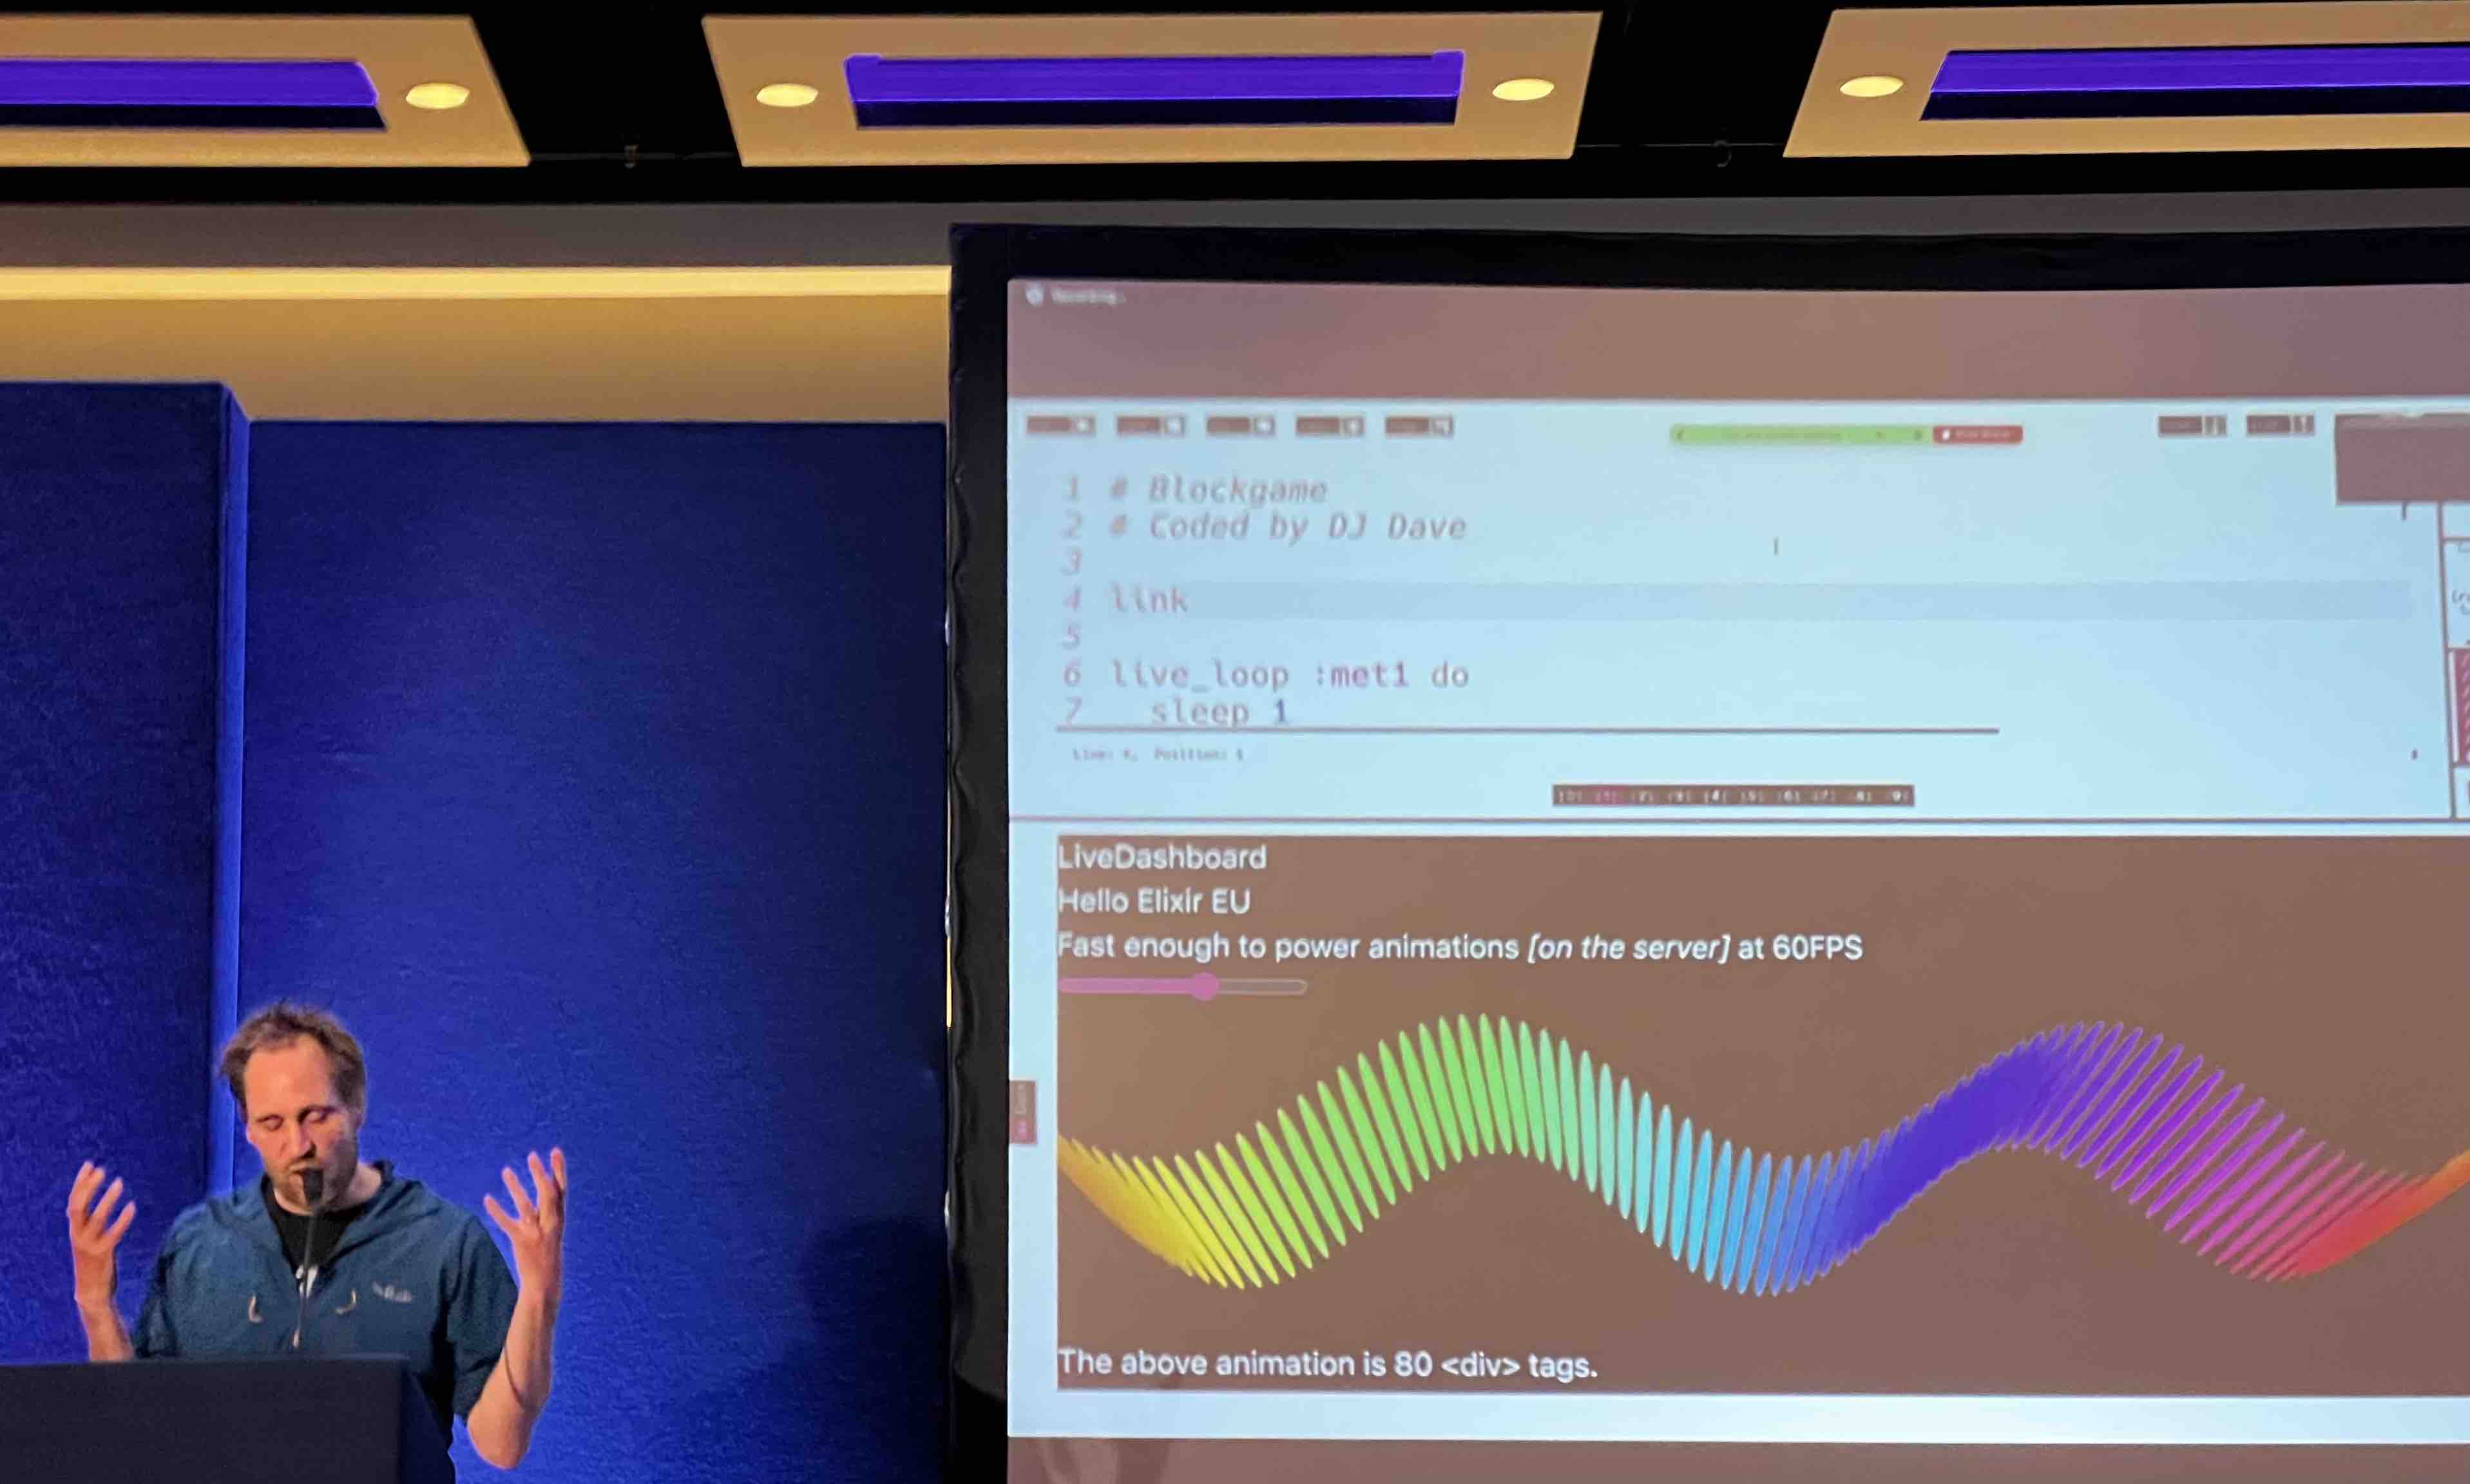 1 # Blockgame
2 # Coded by DJ Dave
3
4 link
5
6 live_loop :met1 do
7 sleep 1
LiveDashboard
Hello Elixir EU
Fast enough to power animations [on the server] at 60FPS
The above animation is 80 <div> tags.